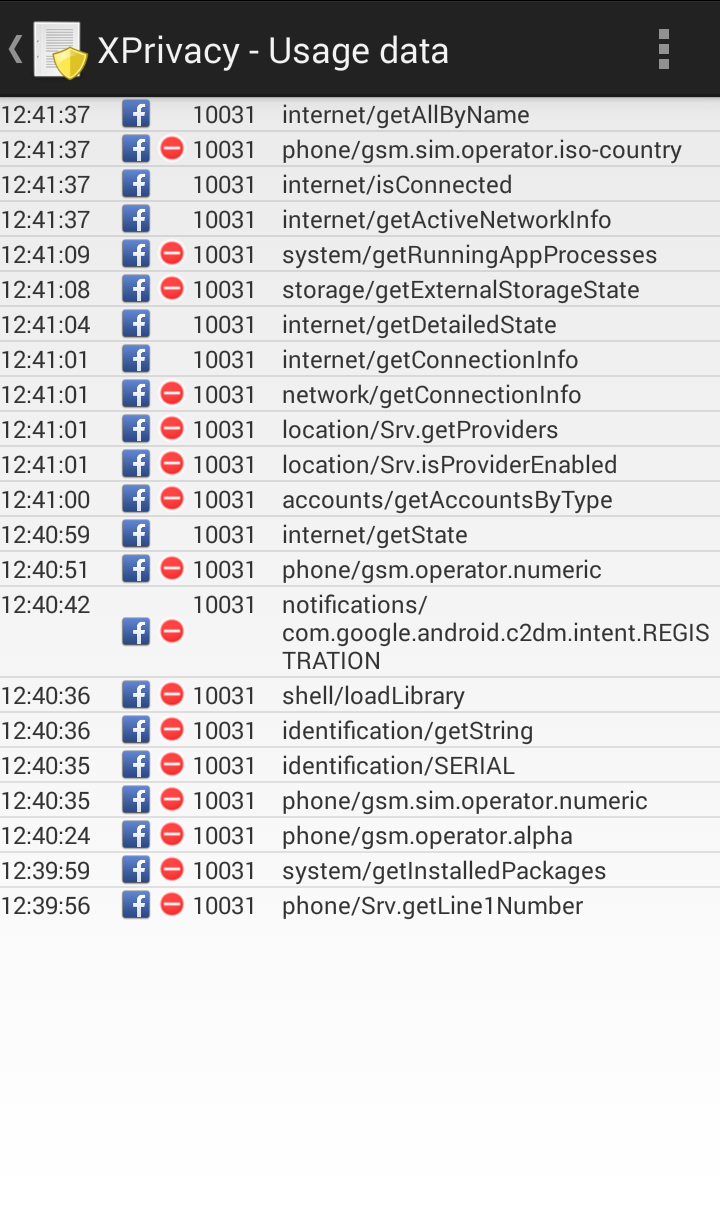 XPrivacy - Usage data
12:41:37 10031 internet/getAllByName
12:41:37 10031 phone/gsm.sim.operator.iso-country
12:41:37 10031 internet/isConnected
12:41:37 10031 internet/getActiveNetworkInfo
12:41:09 10031 system/getRunningAppProcesses
12:41:08 10031 storage/getExternalStorageState
12:41:04 10031 internet/getDetailedState
12:41:01 10031 internet/getConnectionInfo
12:41:01 10031 network/getConnectionInfo
12:41:01 10031 location/Srv.getProviders
12:41:01 10031 location/Srv.isProviderEnabled
12:41:00 10031 accounts/getAccountsByType
12:40:59 10031 internet/getState
12:40:51 10031 phone/gsm.operator.numeric
12:40:42 10031 notifications/
com.google.android.c2dm.intent.REGIS
TRATION
12:40:36 10031 shell/loadLibrary
12:40:36 10031 identification/getString
12:40:35 10031 identification/SERIAL
12:40:35 10031 phone/gsm.sim.operator.numeric
12:40:24 10031 phone/gsm.operator.alpha
12:39:59 10031 system/getInstalledPackages
12:39:56 10031 phone/Srv.getLine1Number